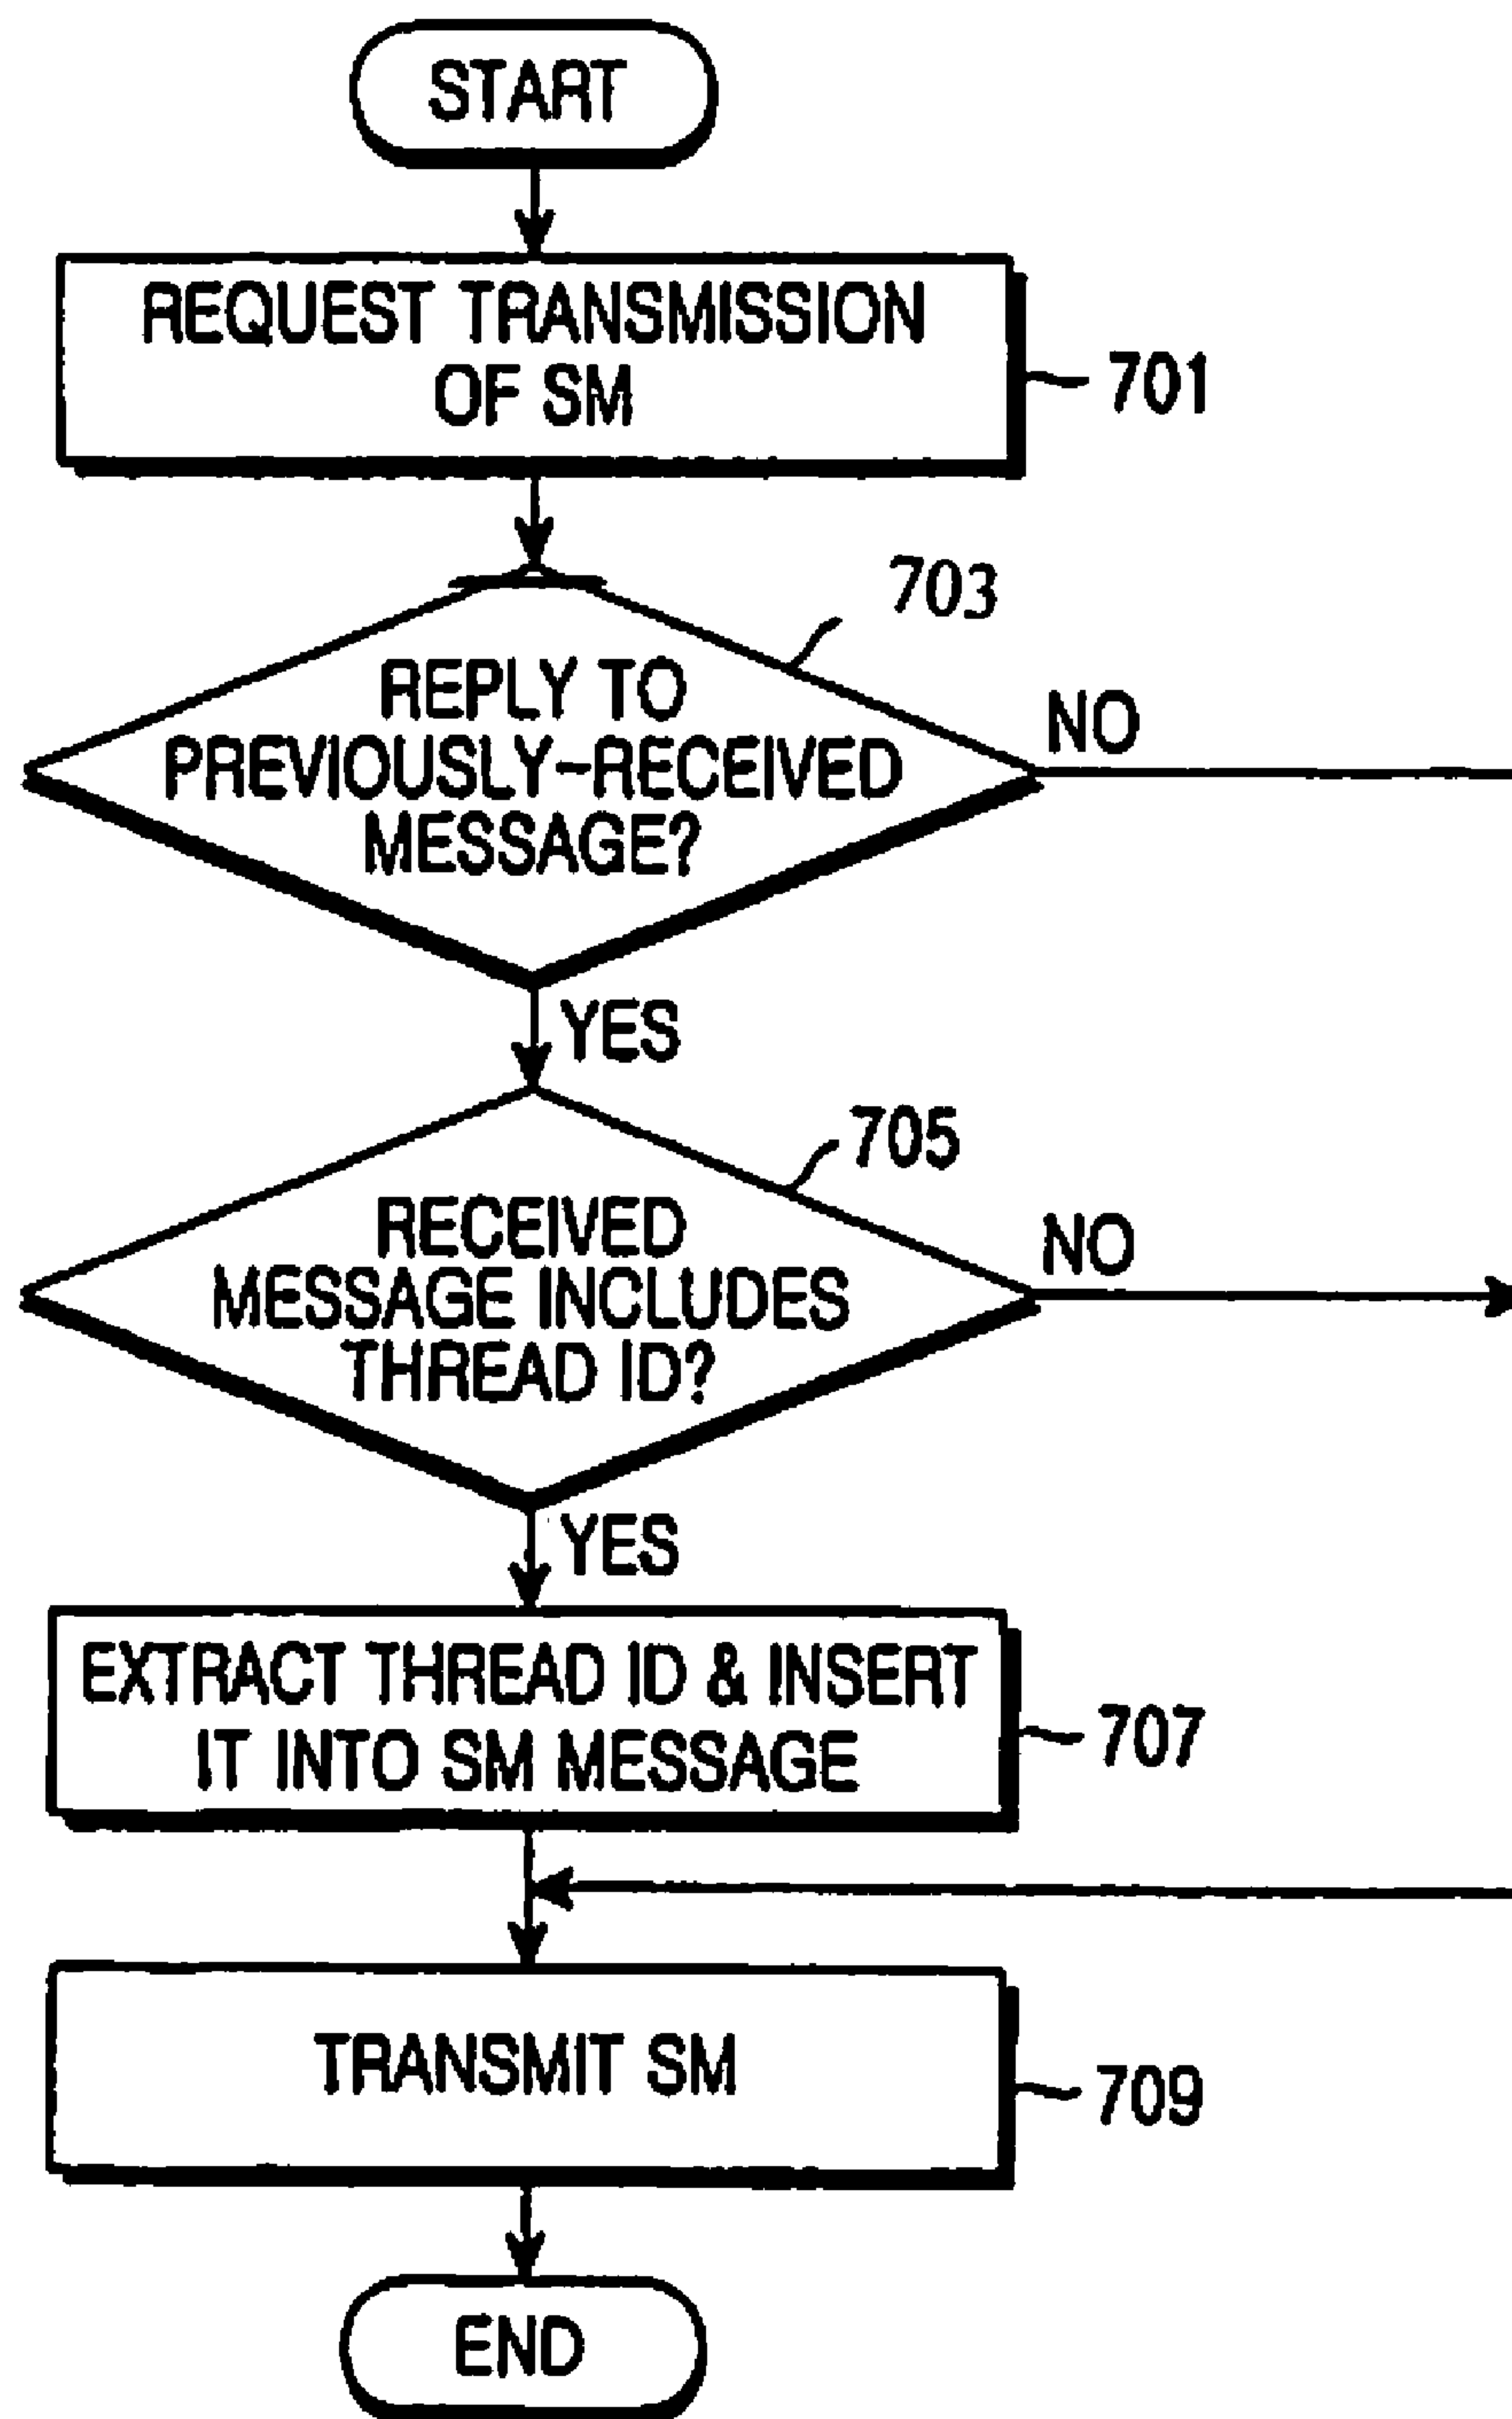 START
REQUEST TRANSMISSION
OF SM
701
703
REPLY TO
PREVIOUSLY-RECEIVED
MESSAGE?
NO
YES
705
RECEIVED
MESSAGE INCLUDES
THREAD ID?
NO
YES
EXTRACT THREAD ID & INSERT
IT INTO SM MESSAGE
707
TRANSMIT SM
709
END